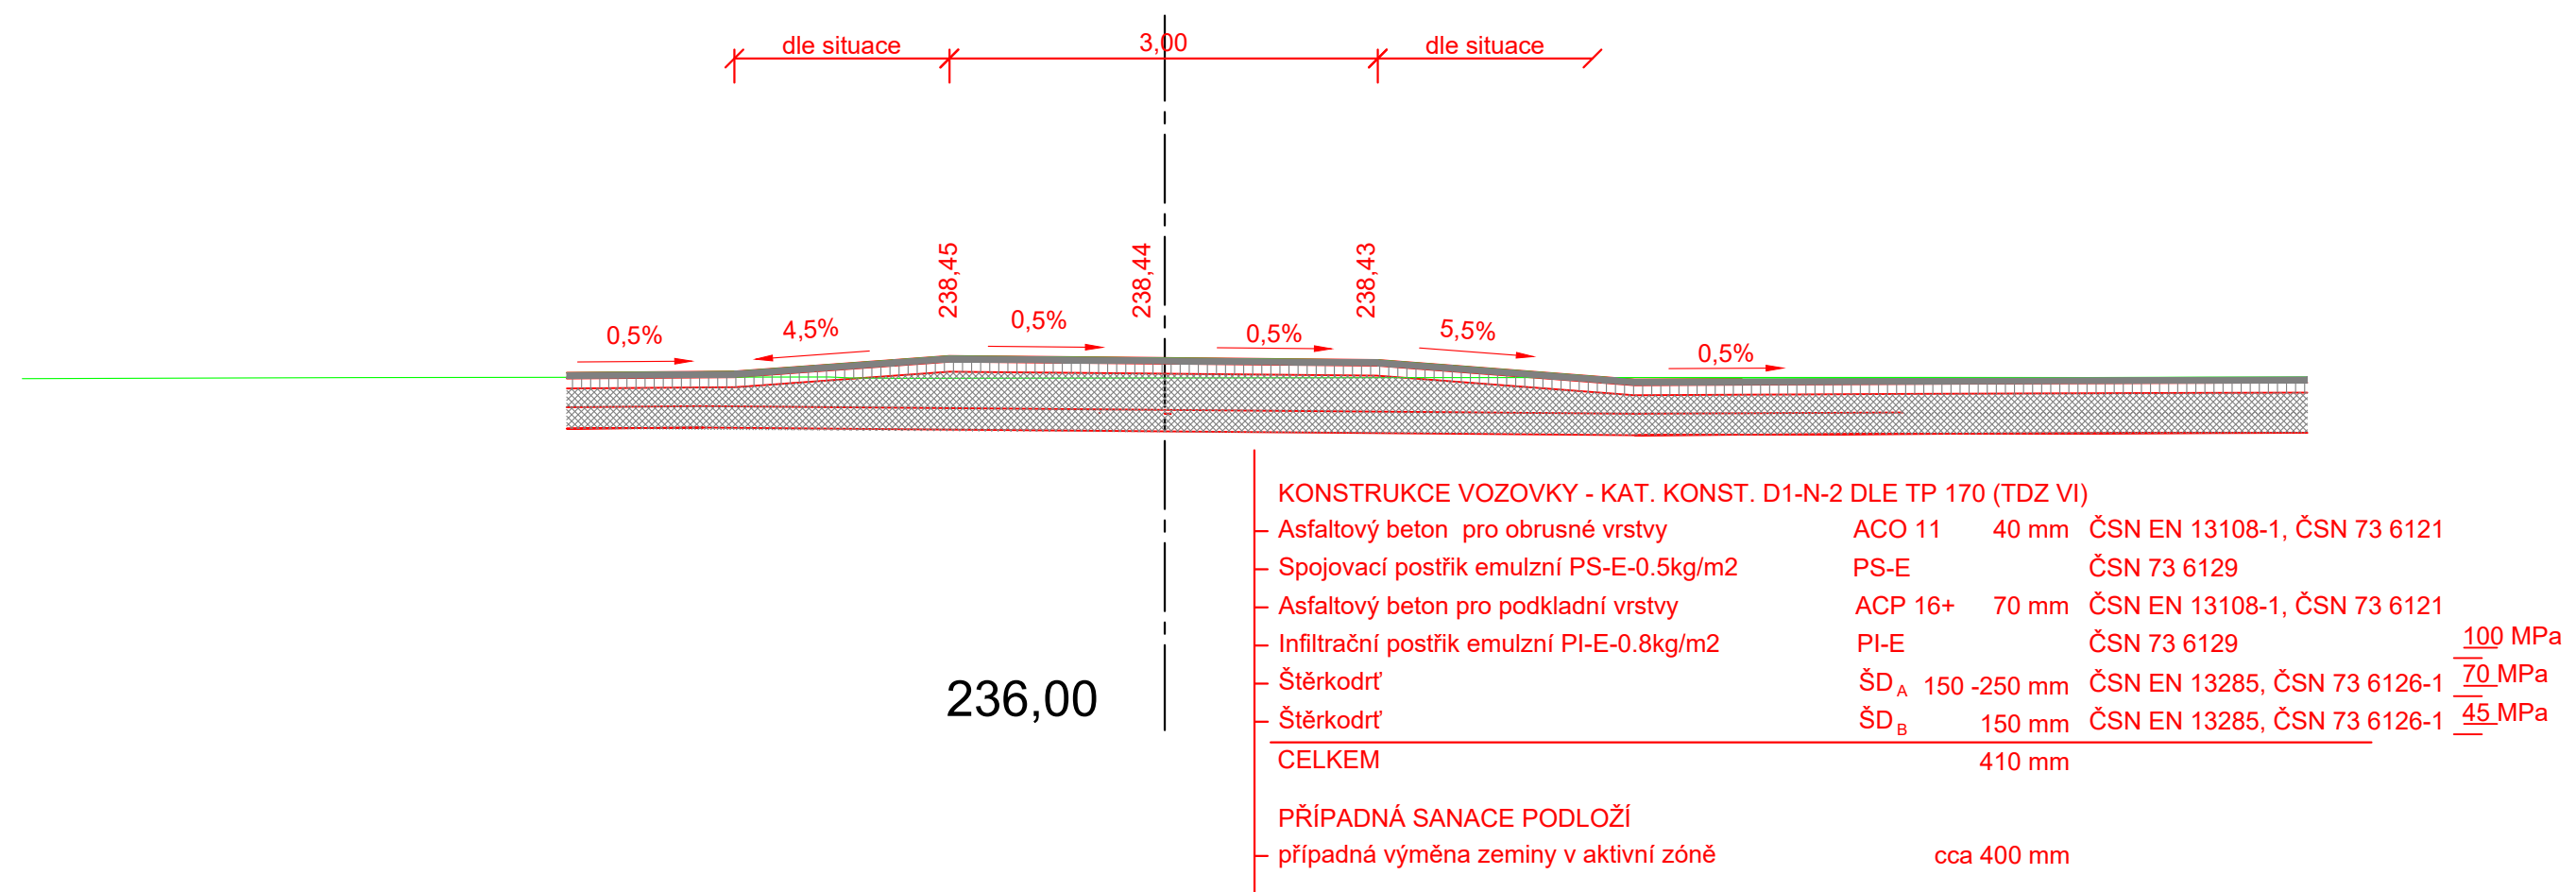 dle situace 3,00 dle situace
238,45 238,44 238,43
0,5% 4,5% 0,5% 0,5% 5,5% 0,5%
236,00
KONSTRUKCE VOZOVKY - KAT. KONST. D1-N-2 DLE TP 170 (TDZ VI)
Asfaltový beton pro obrusné vrstvy ACO 11 40 mm ČSN EN 13108-1, ČSN 73 6121
Spojovací postřik emulzní PS-E-0.5kg/m2 PS-E ČSN 73 6129
Asfaltový beton pro podkladní vrstvy ACP 16+ 70 mm ČSN EN 13108-1, ČSN 73 6121
Infiltrační postřik emulzní PI-E-0.8kg/m2 PI-E ČSN 73 6129 100 MPa
Štěrkodrť ŠDA 150 -250 mm ČSN EN 13285, ČSN 73 6126-1 70 MPa
Štěrkodrť ŠDB 150 mm ČSN EN 13285, ČSN 73 6126-1 45 MPa
CELKEM 410 mm
PŘÍPADNÁ SANACE PODLOŽÍ
případná výměna zeminy v aktivní zóně cca 400 mm